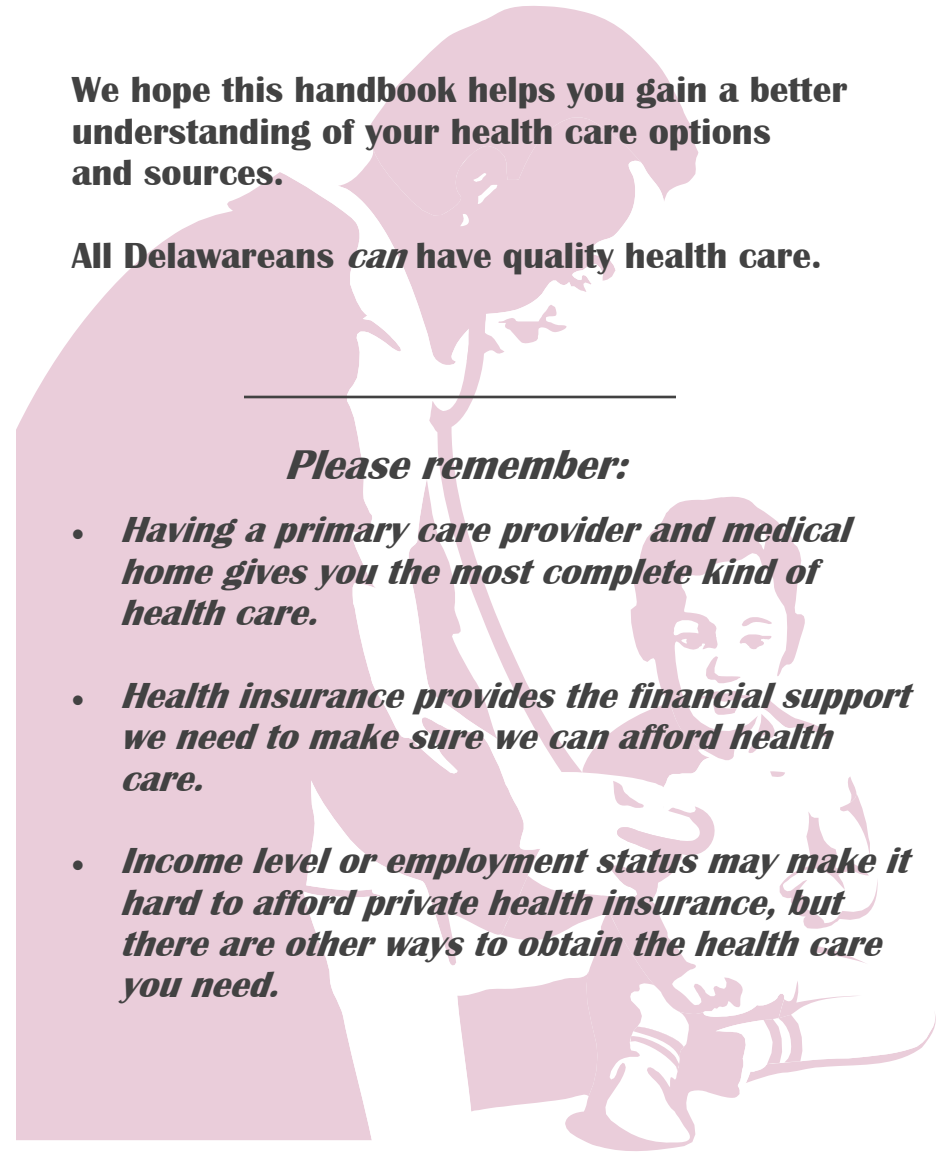 We hope this handbook helps you gain a better
understanding of your health care options
and sources.
All Delawareans can have quality health care.
Please remember:
• Having a primary care provider and medical
home gives you the most complete kind of
health care.
• Health insurance provides the financial support
we need to make sure we can afford health
care.
• Income level or employment status may make it
hard to afford private health insurance, but
there are other ways to obtain the health care
you need.